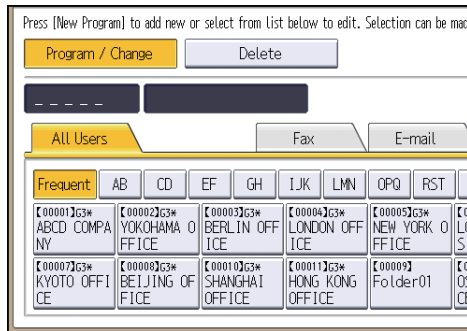 Press [New Program] to add new or select from list below to edit. Selection can be
Program / Change Delete
_ _ _ _ _
All Users Fax E-mail
Frequent AB CD EF GH IJK LMN OPQ RST
【00001】G3* 【00002】G3* 【00003】G3* 【00004】G3* 【00005】G3*
ABCD COMPA YOKOHAMA O BERLIN OFF LONDON OFF NEW YORK O
NY FFICE ICE ICE FFICE
【00007】G3* 【00008】G3* 【00010】G3* 【00011】G3* 【00009】
KYOTO OFFI BEIJING OF SHANGHAI HONG KONG Folder01
CE FICE OFFICE OFFICE